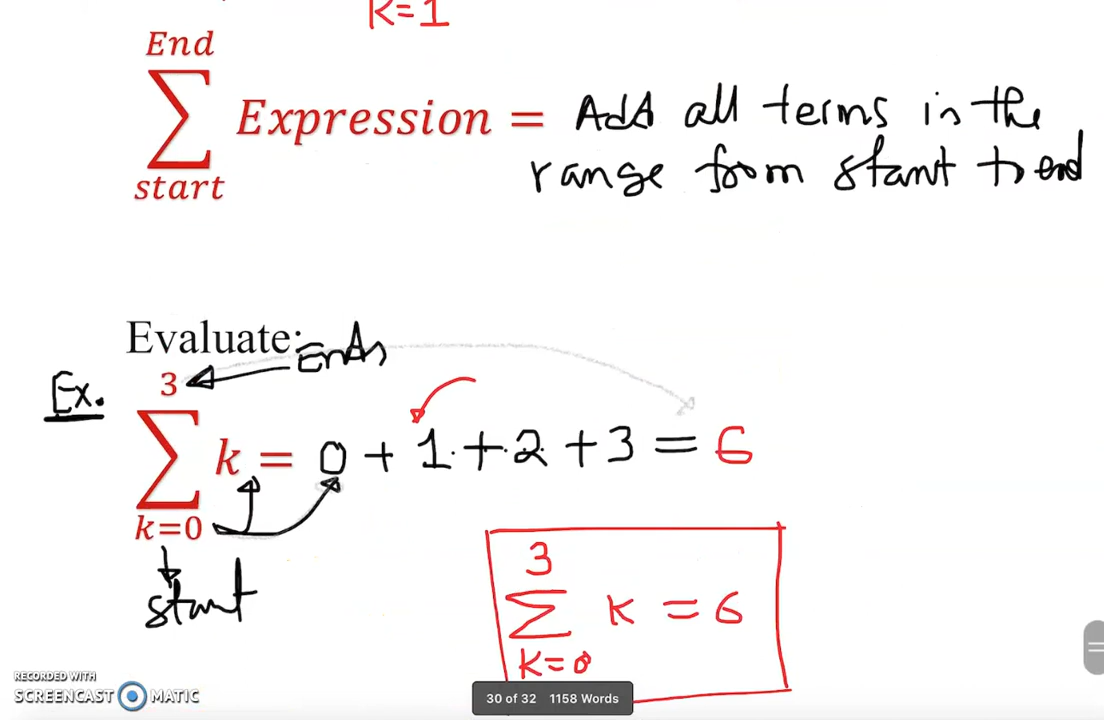 K=1
End
∑ Expression = Add all terms in the
start range from start to end
Evaluate:
Ends
Ex.
3
∑ k = 0 + 1 + 2 + 3 = 6
k=0
start
3
∑ K = 6
K=0
RECORDED WITH
SCREENCAST MATIC
30 of 32 1158 Words